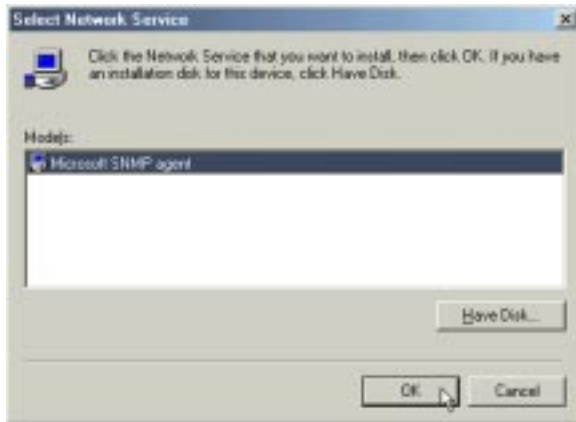 Select Network Service
Click the Network Service that you want to install, then click OK. If you have
an installation disk for this device, click Have Disk.
Models:
Microsoft SNMP agent
Have Disk...
OK
Cancel